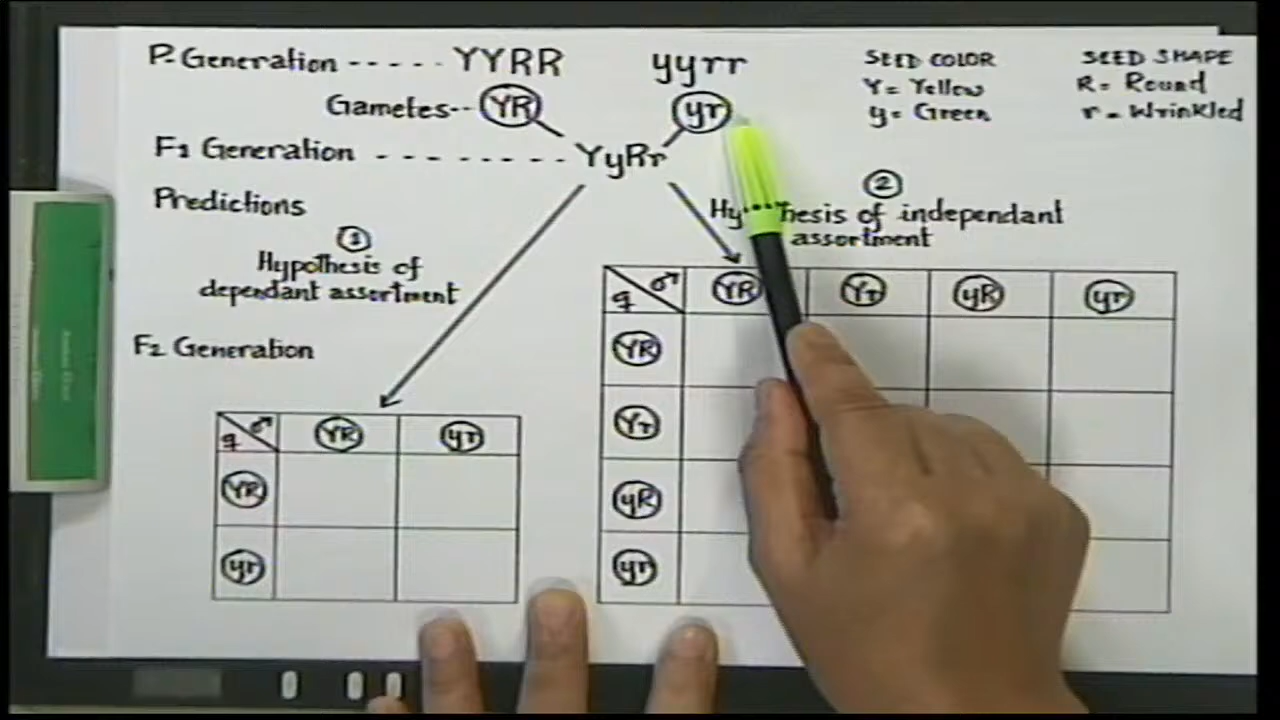 P-Generation ----- YYRR yyrr
Gametes-- YR yr
F1 Generation - - - - - - - - YyRr
SEED COLOR
Y= Yellow
y= Green
SEED SHAPE
R= Round
r= Wrinkled
Predictions
1
Hypothesis of
dependant assortment
2
of independant
assortment
F2 Generation
♀ ♂ YR yr
YR
yr
♀ ♂ YR Yr yR yr
YR
Yr
yR
yr